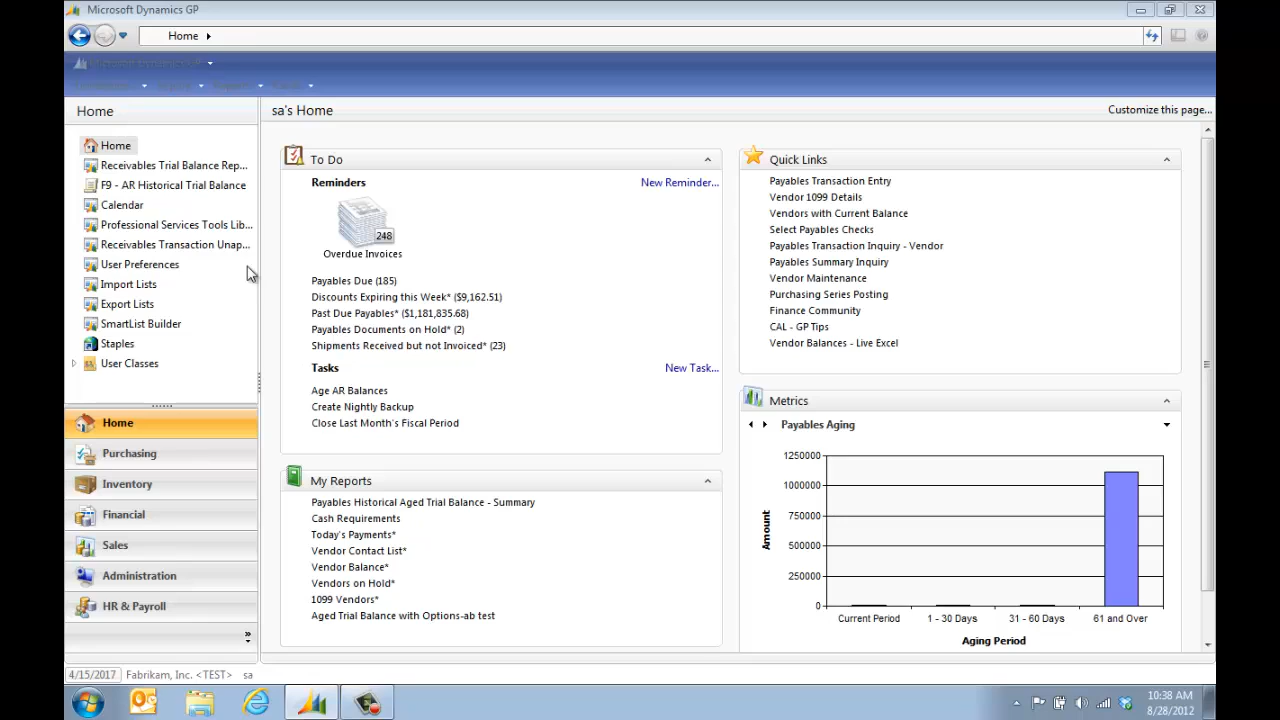 Microsoft Dynamics GP
Home
Home
sa's Home
Customize this page...
Home
Receivables Trial Balance Rep...
F9 - AR Historical Trial Balance
Calendar
Professional Services Tools Lib...
Receivables Transaction Unap...
User Preferences
Import Lists
Export Lists
SmartList Builder
Staples
User Classes
Home
Purchasing
Inventory
Financial
Sales
Administration
HR & Payroll
To Do
Reminders
New Reminder...
248
Overdue Invoices
Payables Due (185)
Discounts Expiring this Week* ($9,162.51)
Past Due Payables* ($1,181,835.68)
Payables Documents on Hold* (2)
Shipments Received but not Invoiced* (23)
Tasks
New Task...
Age AR Balances
Create Nightly Backup
Close Last Month's Fiscal Period
My Reports
Payables Historical Aged Trial Balance - Summary
Cash Requirements
Today's Payments*
Vendor Contact List*
Vendor Balance*
Vendors on Hold*
1099 Vendors*
Aged Trial Balance with Options-ab test
Quick Links
Payables Transaction Entry
Vendor 1099 Details
Vendors with Current Balance
Select Payables Checks
Payables Transaction Inquiry - Vendor
Payables Summary Inquiry
Vendor Maintenance
Purchasing Series Posting
Finance Community
CAL - GP Tips
Vendor Balances - Live Excel
Metrics
Payables Aging
1250000
1000000
750000
500000
250000
0
Amount
Current Period
1 - 30 Days
31 - 60 Days
61 and Over
Aging Period
4/15/2017
Fabrikam, Inc. <TEST>
sa
10:38 AM
8/28/2012